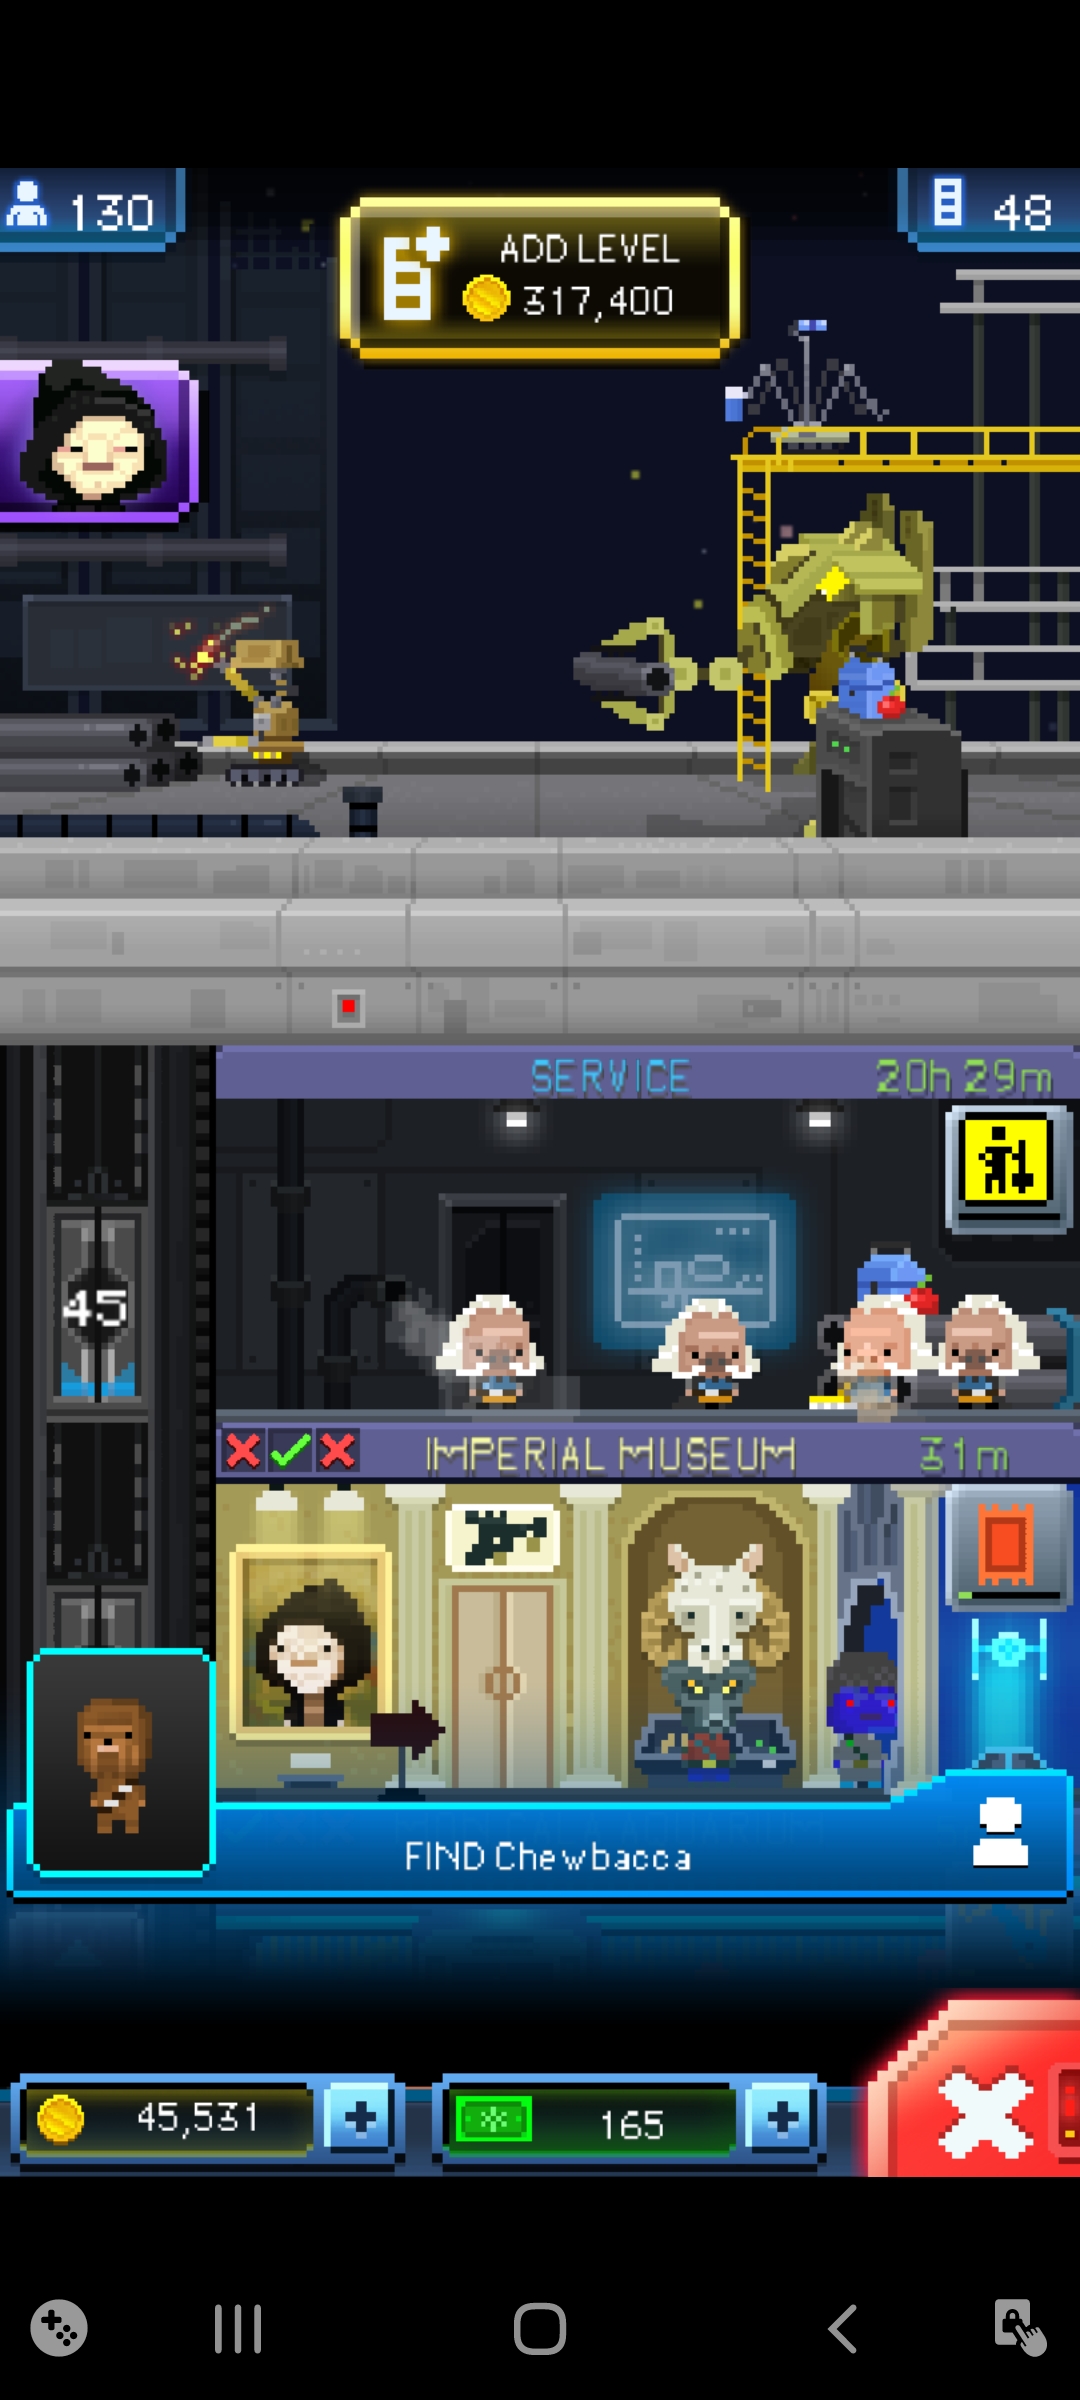 130
ADD LEVEL
317,400
48
SERVICE
20h 29m
45
IMPERIAL MUSEUM
31m
FIND Chewbacca
45,531
165